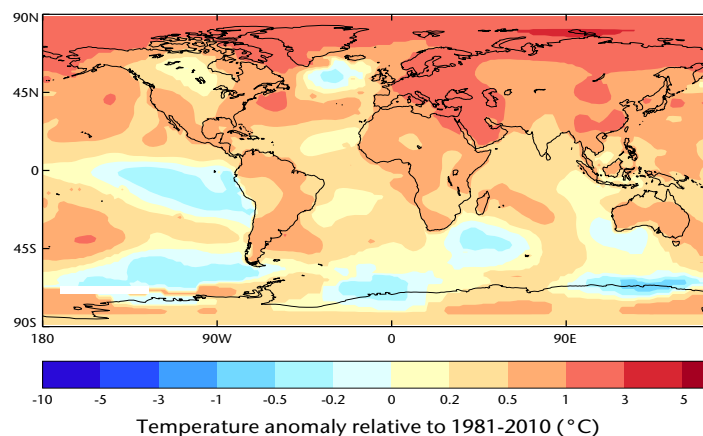 90N
45N
0
45S
90S
180 90W 0 90E
-10 -5 -3 -1 -0.5 -0.2 0 0.2 0.5 1 3 5
Temperature anomaly relative to 1981-2010 (°C)